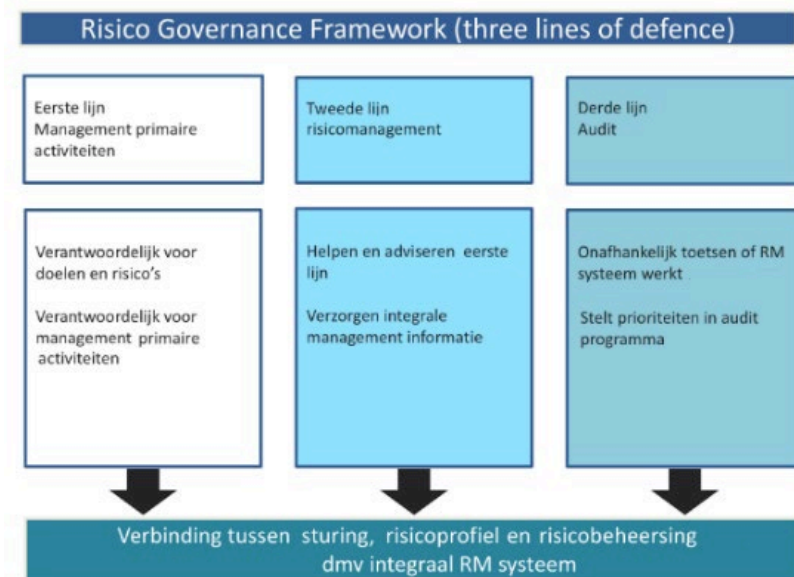 Risico Governance Framework (three lines of defence)
Eerste lijn
Management primaire
activiteiten
Tweede lijn
risicomanagement
Derde lijn
Audit
Verantwoordelijk voor
doelen en risico's
Verantwoordelijk voor
management primaire
activiteiten
Helpen en adviseren eerste
lijn
Verzorgen integrale
management informatie
Onafhankelijk toetsen of RM
systeem werkt
Stelt prioriteiten in audit
programma
Verbinding tussen sturing, risicoprofiel en risicobeheersing
dmv integraal RM systeem